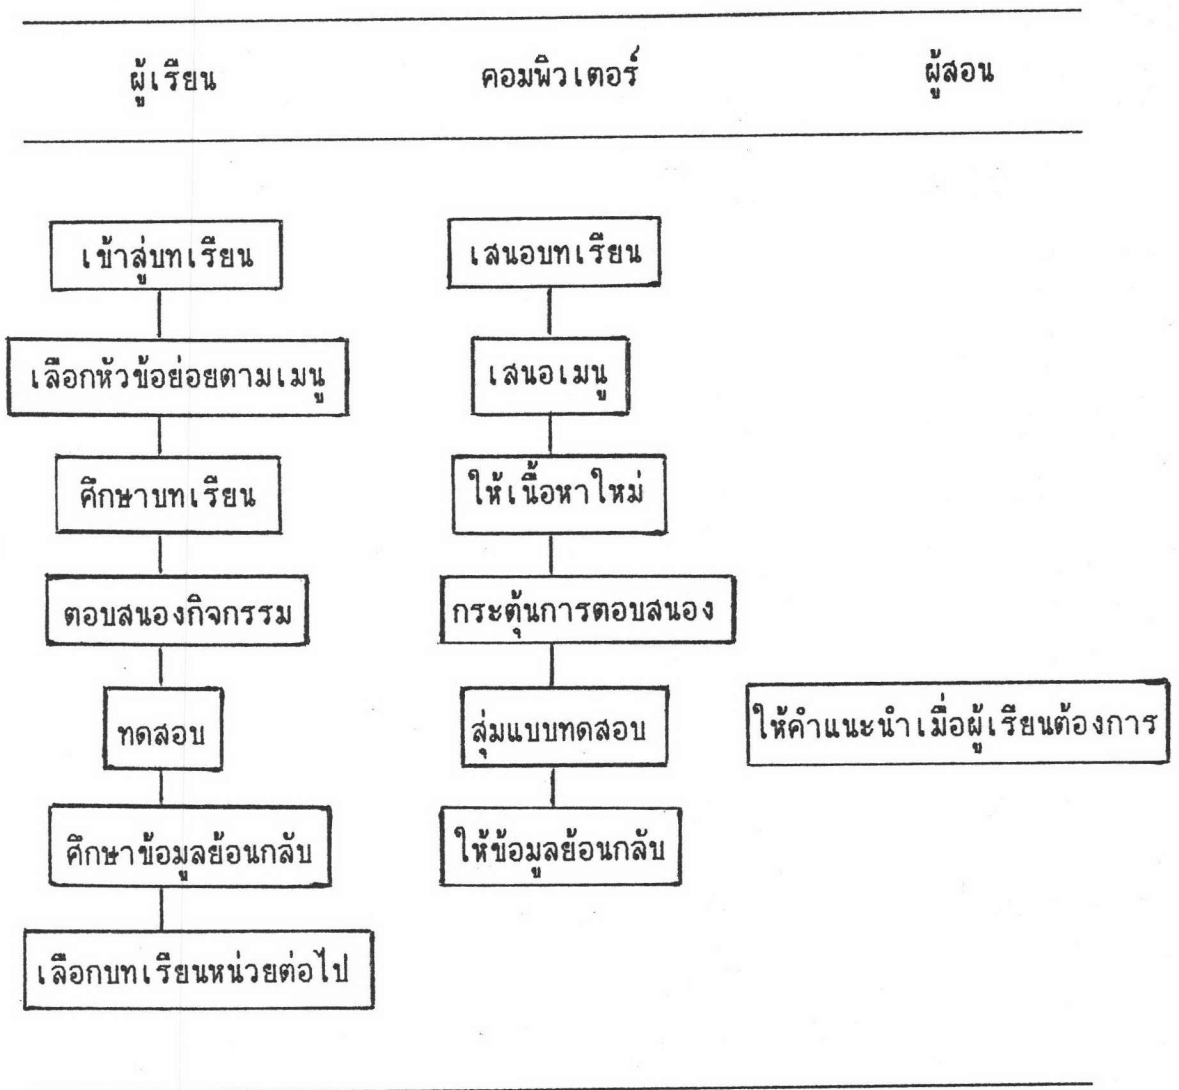 ผู้เรียน คอมพิวเตอร์ ผู้สอน
เข้าสู่บทเรียน เสนอบทเรียน
เลือกหัวข้อย่อยตามเมนู เสนอเมนู
ศึกษาบทเรียน ให้เนื้อหาใหม่
ตอบสนองกิจกรรม กระตุ้นการตอบสนอง
ทดสอบ สุ่มแบบทดสอบ ให้คำแนะนำเมื่อผู้เรียนต้องการ
ศึกษาข้อมูลย้อนกลับ ให้ข้อมูลย้อนกลับ
เลือกบทเรียนหน่วยต่อไป